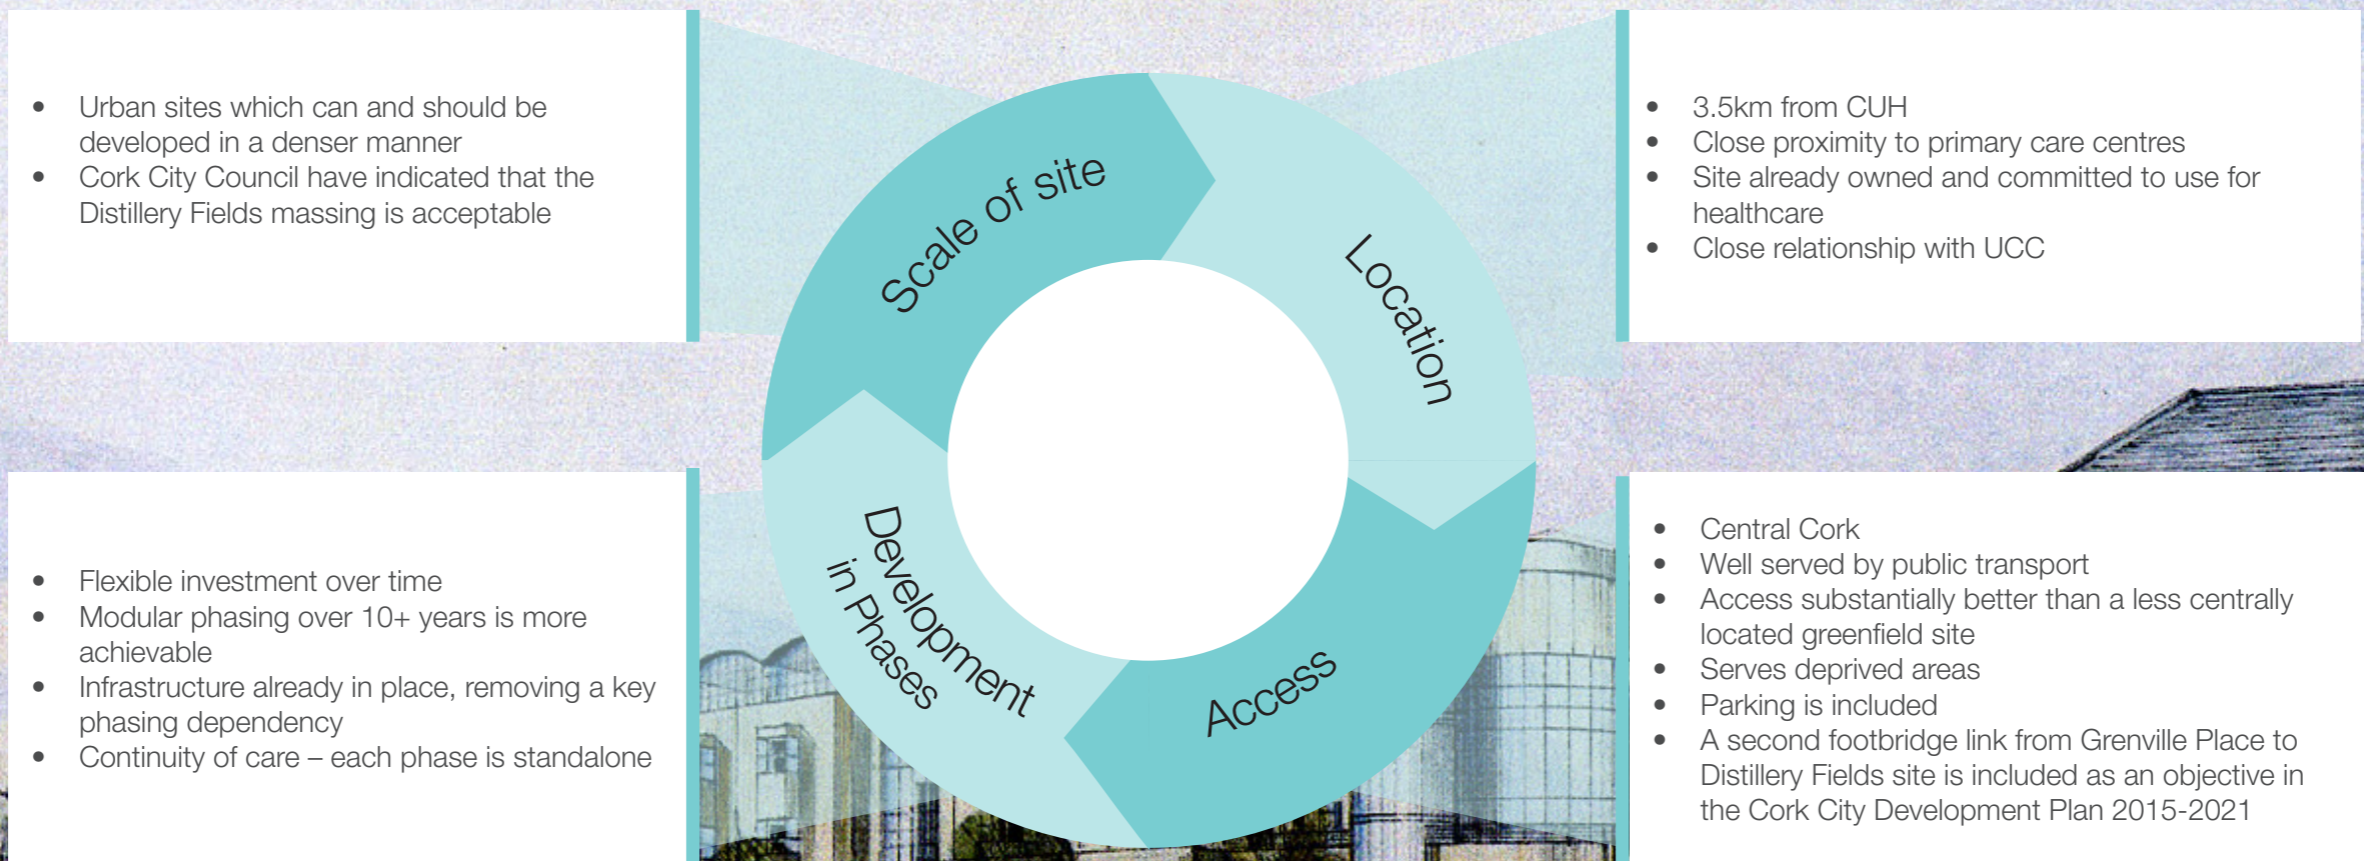 • Urban sites which can and should be
developed in a denser manner
• Cork City Council have indicated that the
Distillery Fields massing is acceptable
• 3.5km from CUH
• Close proximity to primary care centres
• Site already owned and committed to use for
healthcare
• Close relationship with UCC
Scale of site
Location
Development
in Phases
Access
• Flexible investment over time
• Modular phasing over 10+ years is more
achievable
• Infrastructure already in place, removing a key
phasing dependency
• Continuity of care – each phase is standalone
• Central Cork
• Well served by public transport
• Access substantially better than a less centrally
located greenfield site
• Serves deprived areas
• Parking is included
• A second footbridge link from Grenville Place to
Distillery Fields site is included as an objective in
the Cork City Development Plan 2015-2021